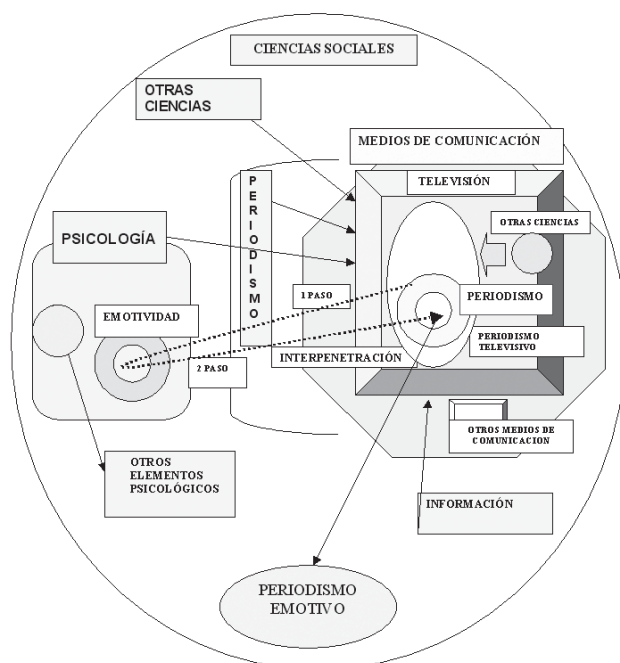 CIENCIAS SOCIALES
OTRAS
CIENCIAS
MEDIOS DE COMUNICACIÓN
TELEVISIÓN
PERIODISMO
OTRAS CIENCIAS
PSICOLOGÍA
1 PASO
PERIODISMO
EMOTIVIDAD
PERIODISMO
TELEVISIVO
INTERPENETRACIÓN
2 PASO
OTROS MEDIOS DE
COMUNICACION
OTROS
ELEMENTOS
PSICOLÓGICOS
INFORMACIÓN
PERIODISMO
EMOTIVO